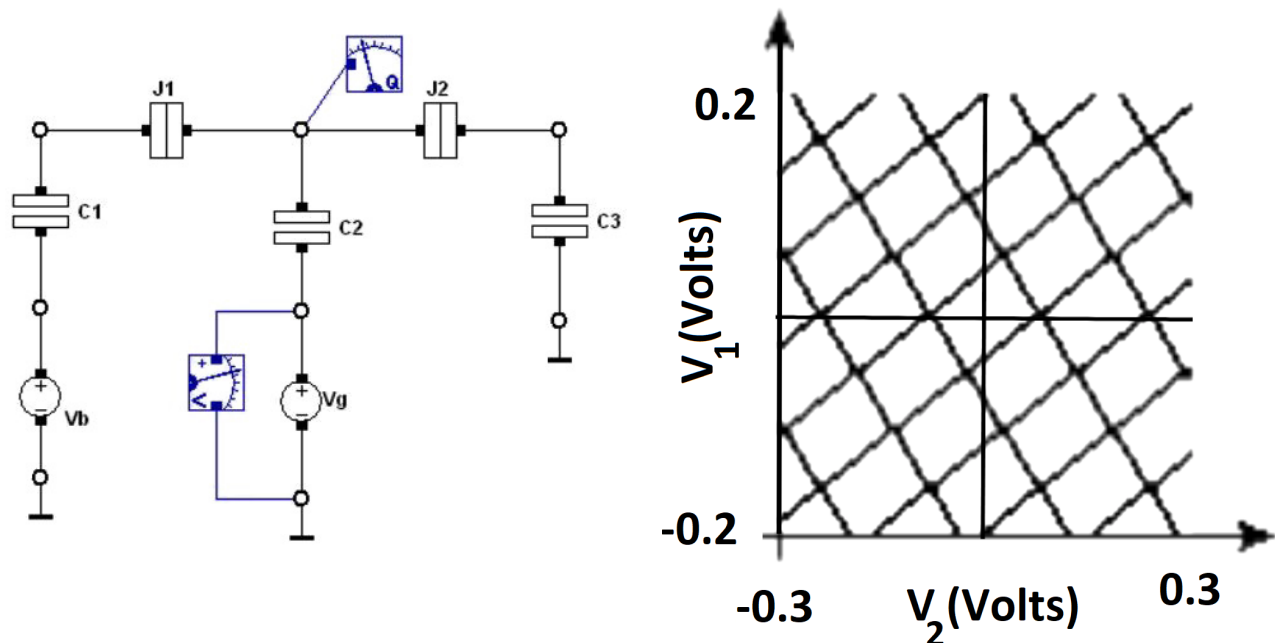 Q
J1
J2
C1
C2
C3
+
V
+
−
Vb
+
−
Vg
0.2
V1(Volts)
-0.2
-0.3
V2(Volts)
0.3